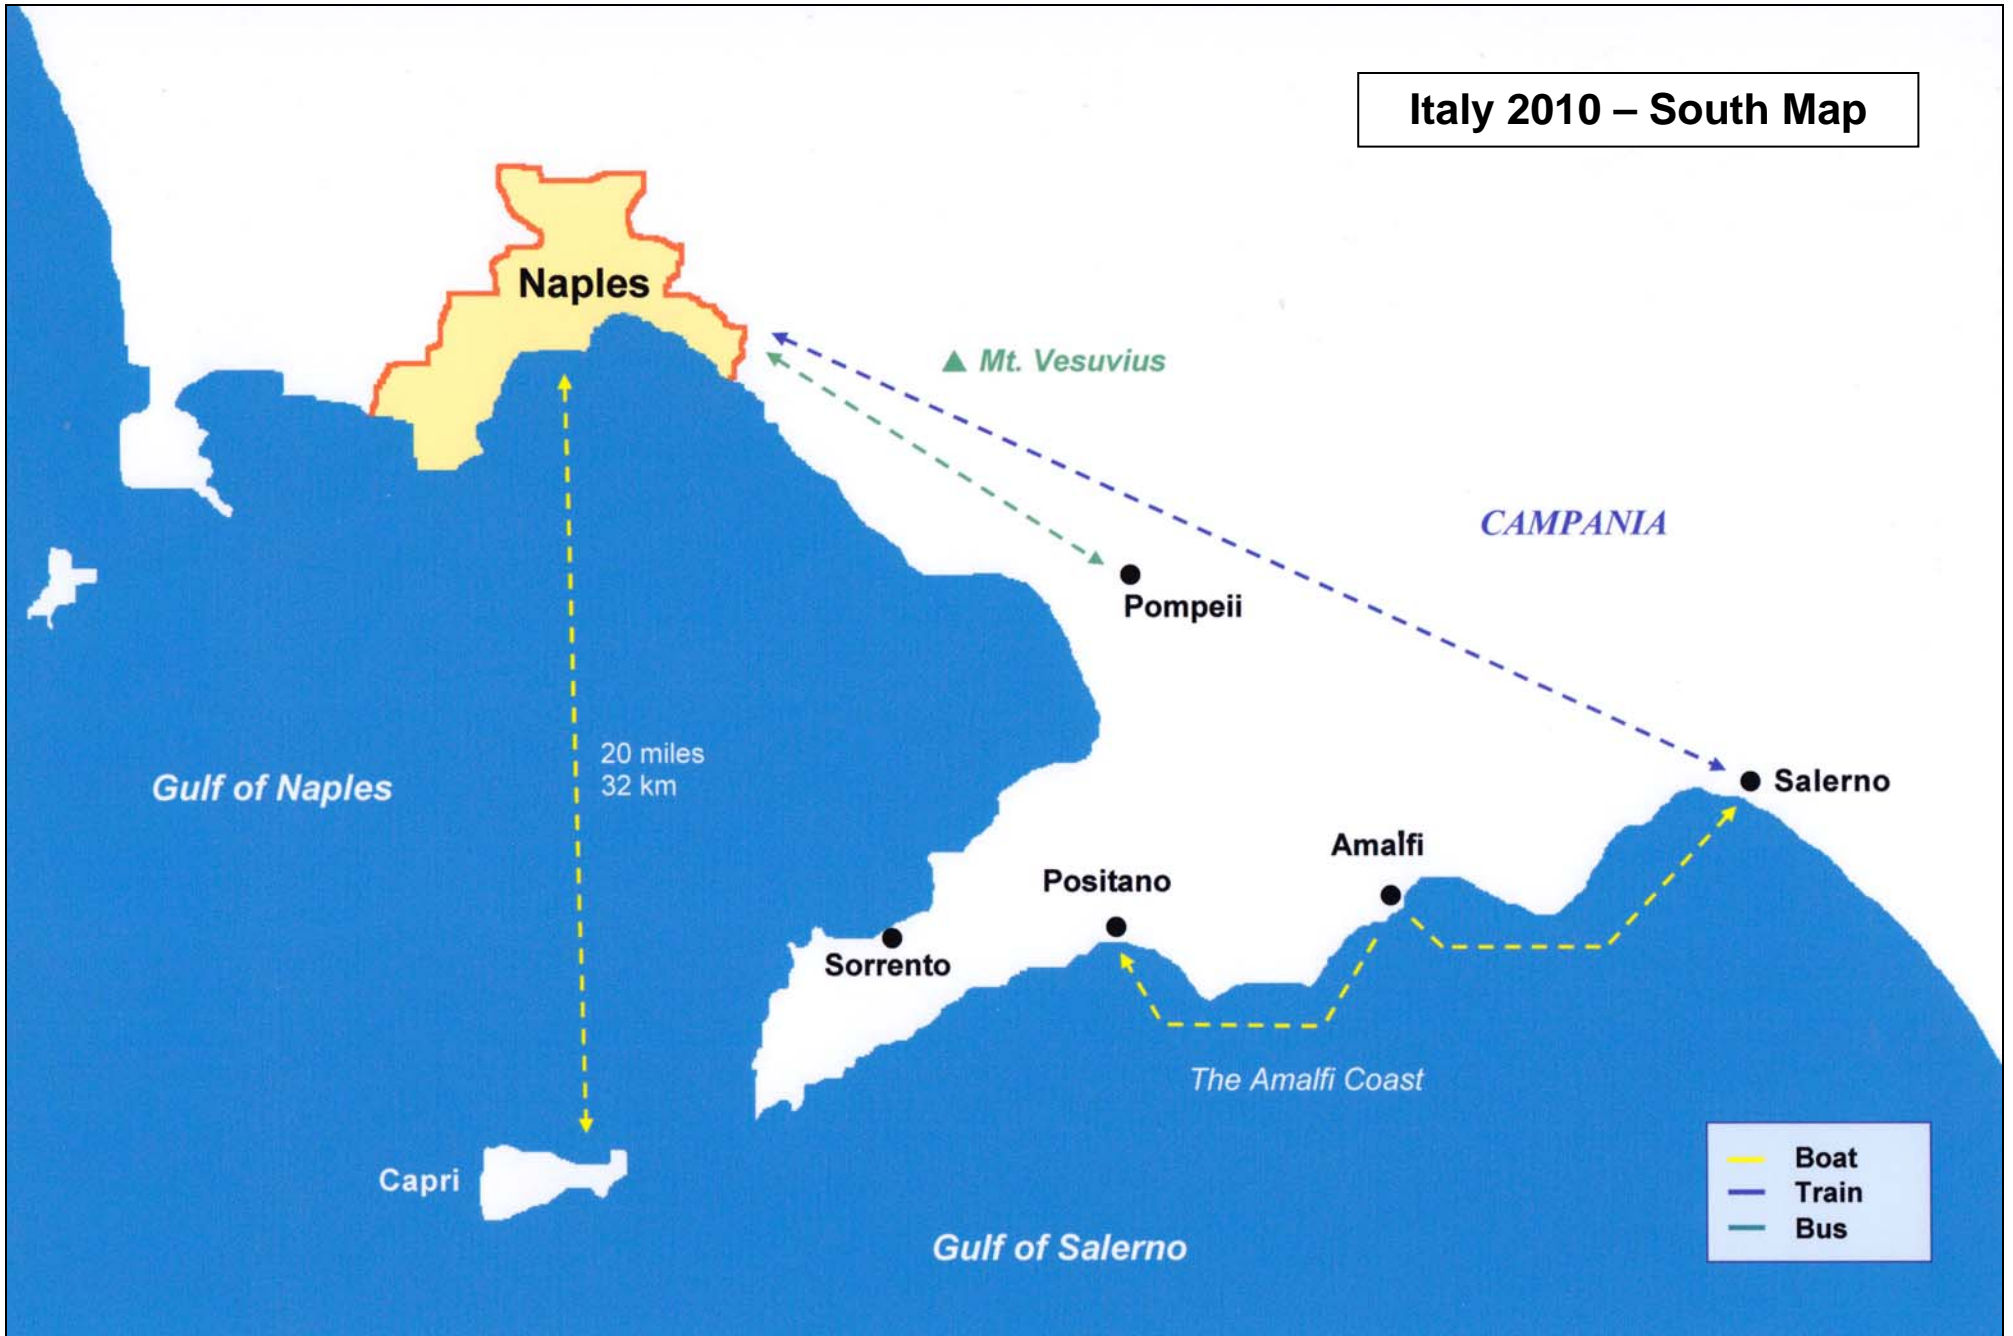 Italy 2010 – South Map
Naples
Mt. Vesuvius
CAMPANIA
Pompeii
20 miles
32 km
Gulf of Naples
Salerno
Amalfi
Positano
Sorrento
The Amalfi Coast
Capri
Gulf of Salerno
Boat
Train
Bus